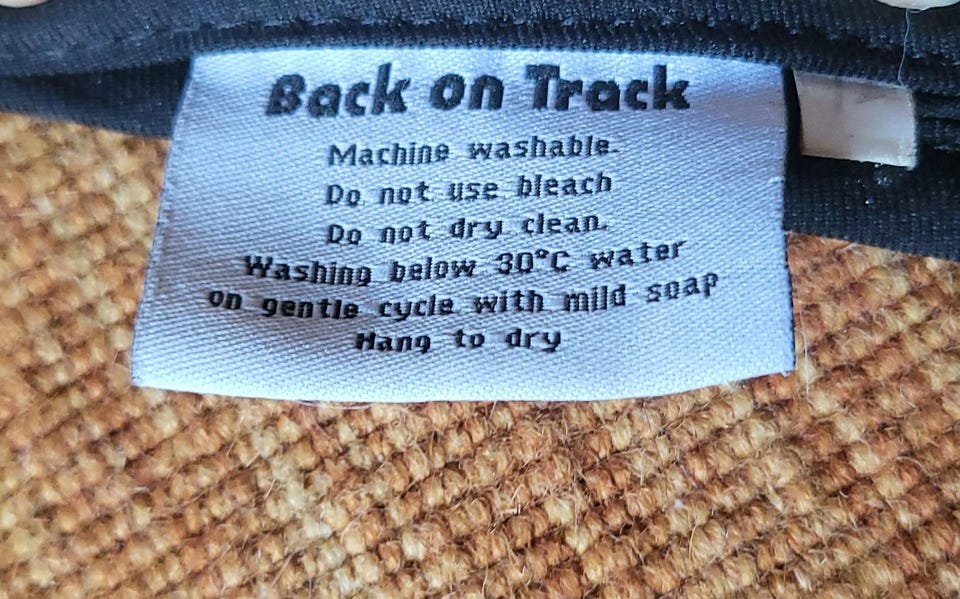 Back on Track
Machine washable.
Do not use bleach
Do not dry clean.
Washing below 30°C water
on gentle cycle with mild soap
Hang to dry